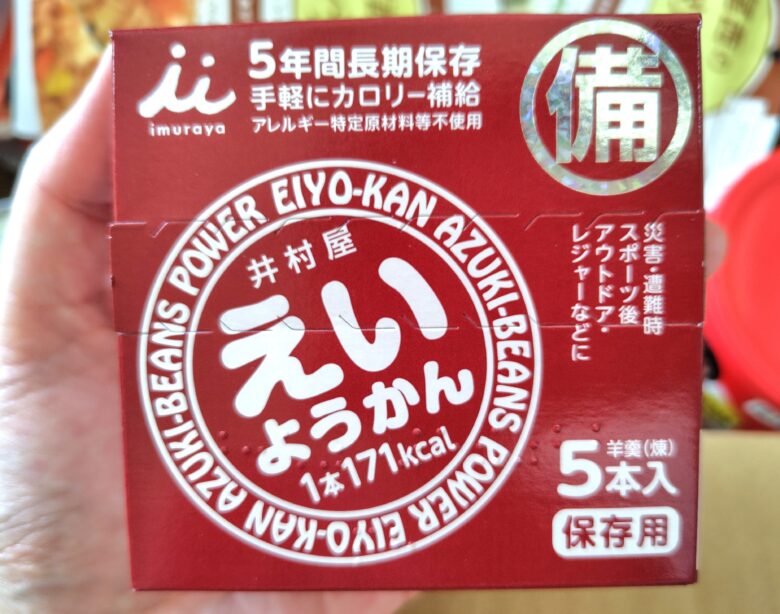 imuraya
5年間長期保存
手軽にカロリー補給
アレルギー特定原材料等不使用
備
災害・遭難時
スポーツ後
アウトドア・
レジャーなどに
POWER EIYO-KAN AZUKI-BEANS POWER EIYO-KAN AZUKI-BEANS
井村屋
えい
ようかん
1本171kcal
羊羹(煉)
5本入
保存用